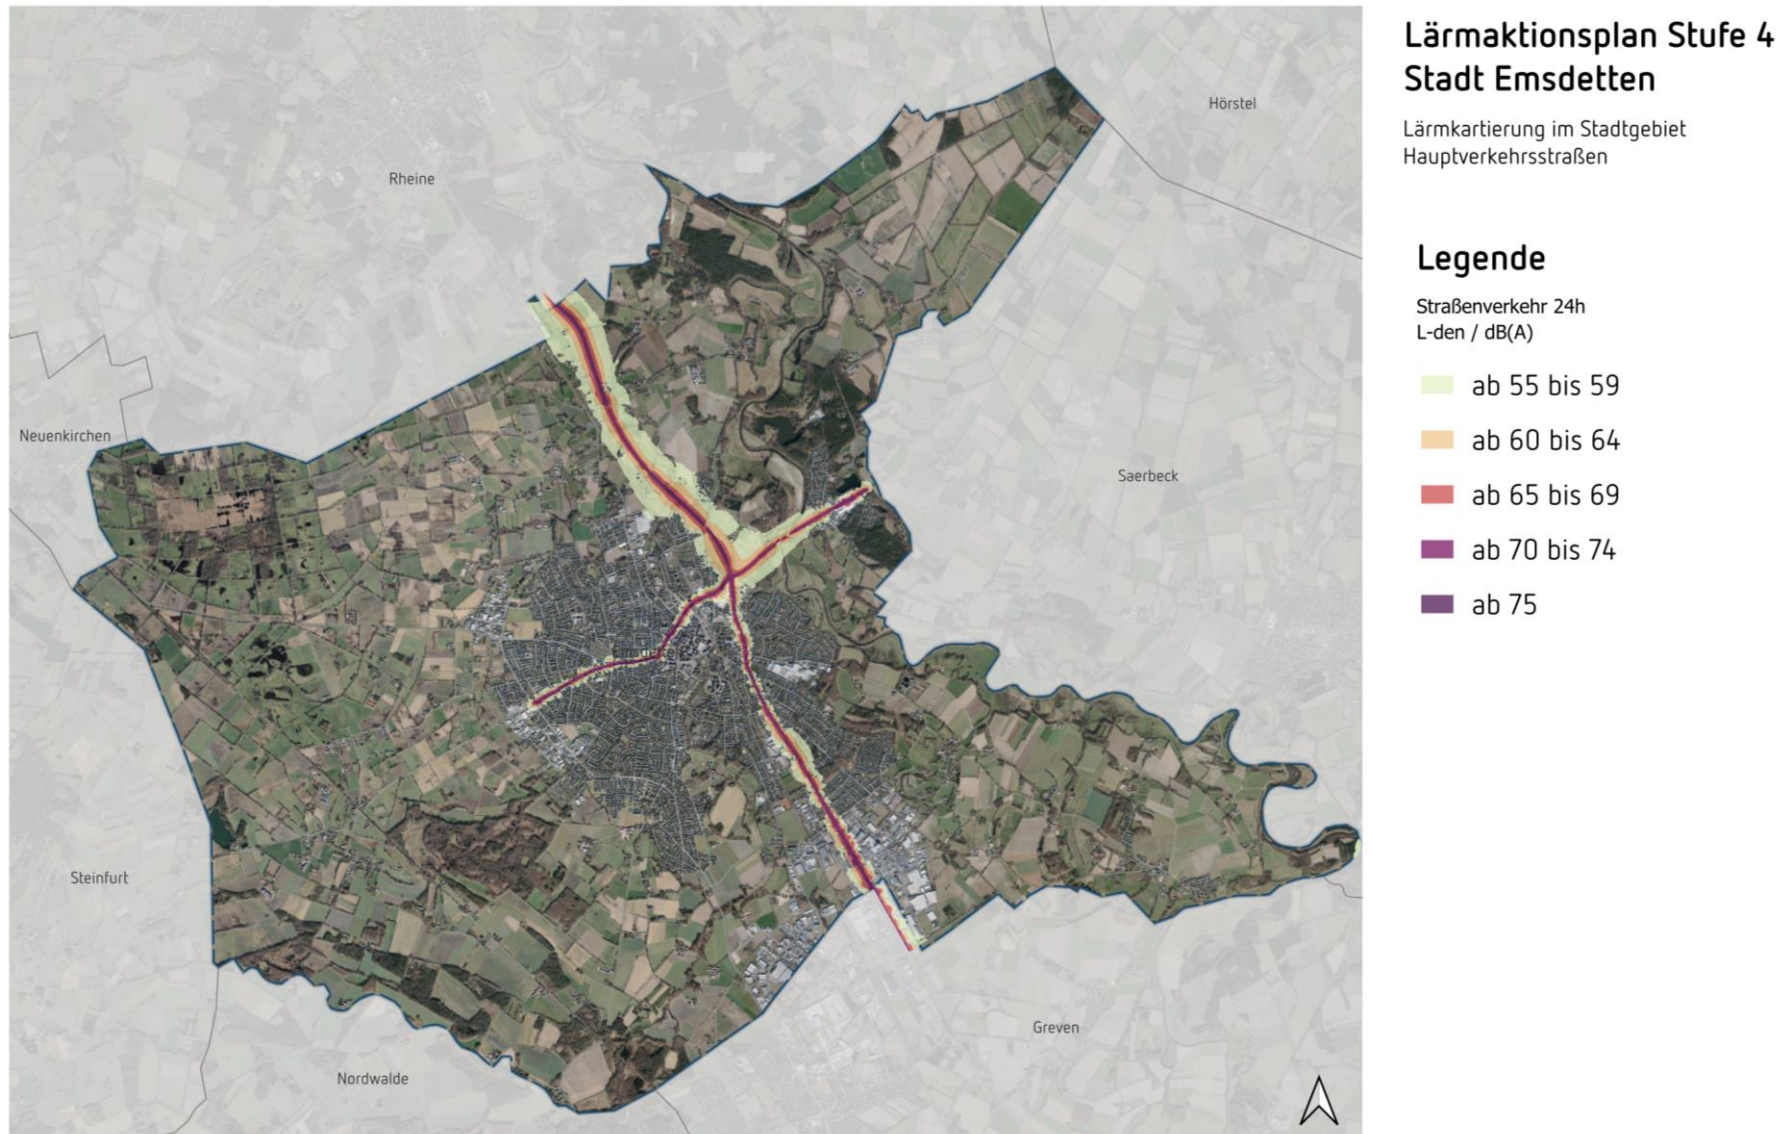 Lärmaktionsplan Stufe 4
Stadt Emsdetten
Lärmkartierung im Stadtgebiet
Hauptverkehrsstraßen
Legende
Straßenverkehr 24h
L-den / dB(A)
ab 55 bis 59
ab 60 bis 64
ab 65 bis 69
ab 70 bis 74
ab 75
Hörstel
Rheine
Neuenkirchen
Saerbeck
Emsdetten
Steinfurt
Greven
Nordwalde